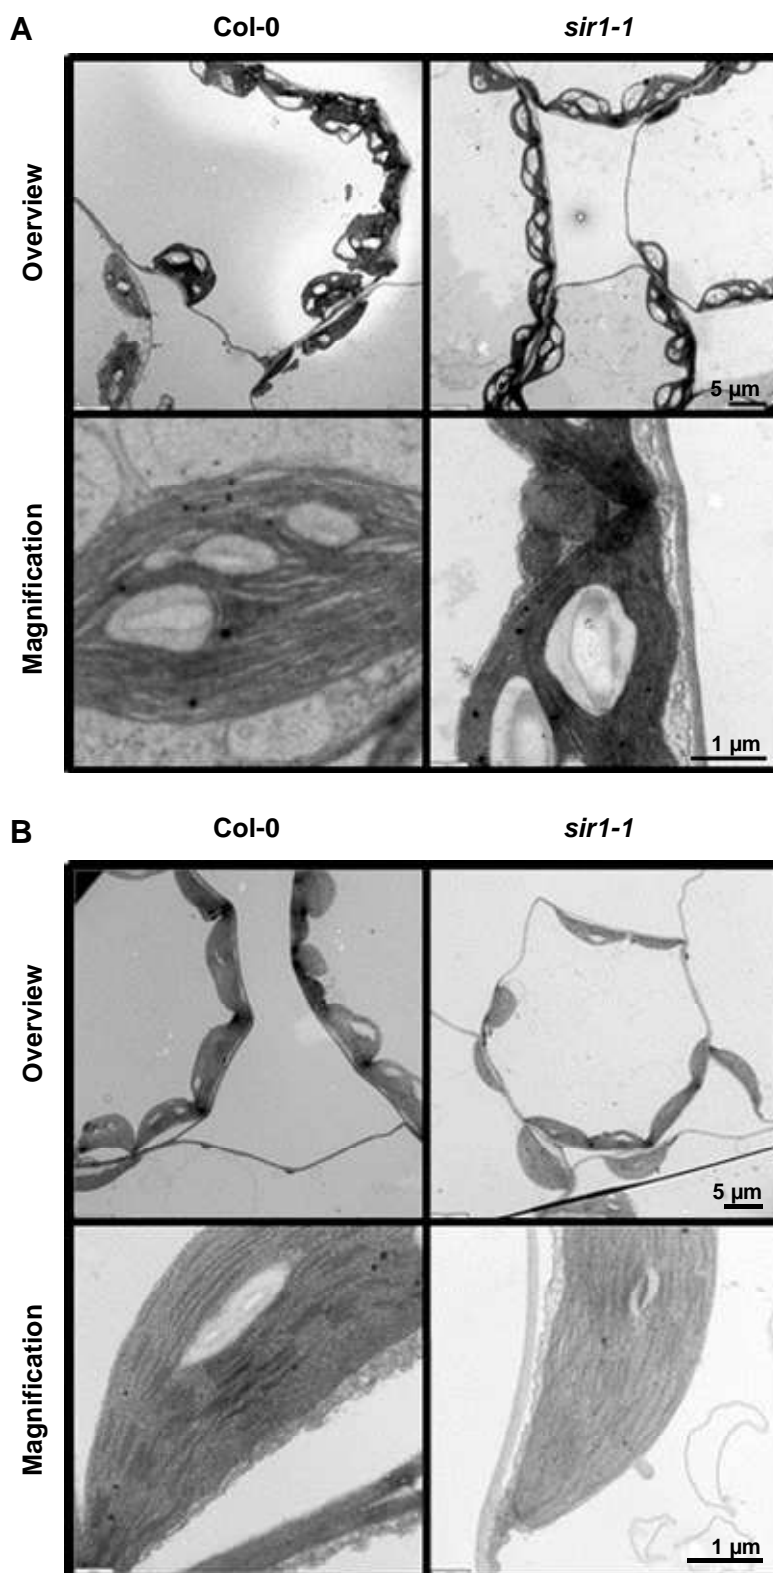 A
Col-0 sir1-1
Overview
5 µm
Magnification
1 µm
B
Col-0 sir1-1
Overview
5 µm
Magnification
1 µm